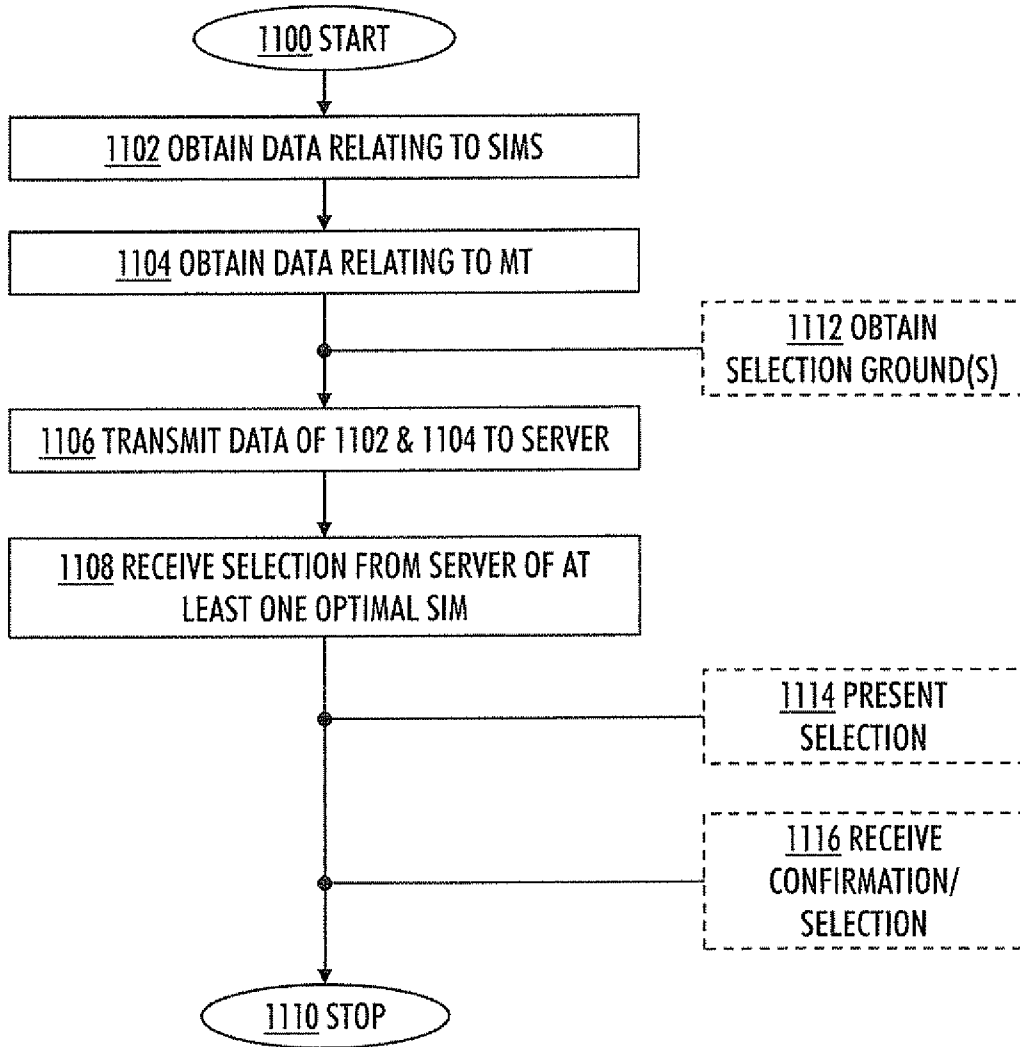 1100 START
1102 OBTAIN DATA RELATING TO SIMS
1104 OBTAIN DATA RELATING TO MT
1112 OBTAIN
SELECTION GROUND(S)
1106 TRANSMIT DATA OF 1102 & 1104 TO SERVER
1108 RECEIVE SELECTION FROM SERVER OF AT
LEAST ONE OPTIMAL SIM
1114 PRESENT
SELECTION
1116 RECEIVE
CONFIRMATION/
SELECTION
1110 STOP